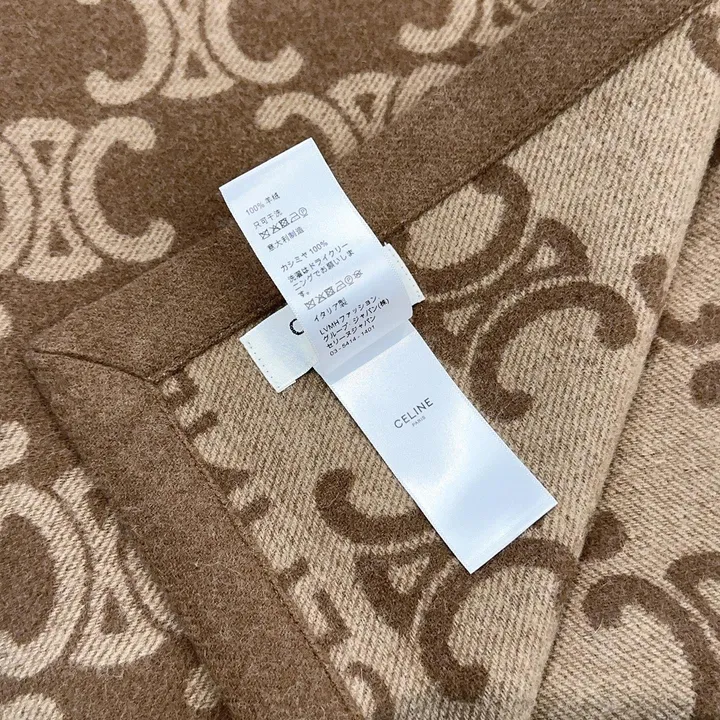 100% 羊绒
只可干洗
意大利制造
カシミヤ 100%
洗濯はドライクリー
ニングでお願いしま
す。
イタリア製
LVMHファッション
グループ・ジャパン(株)
セリーヌジャパン
03-5414-1401
CELINE
PARIS